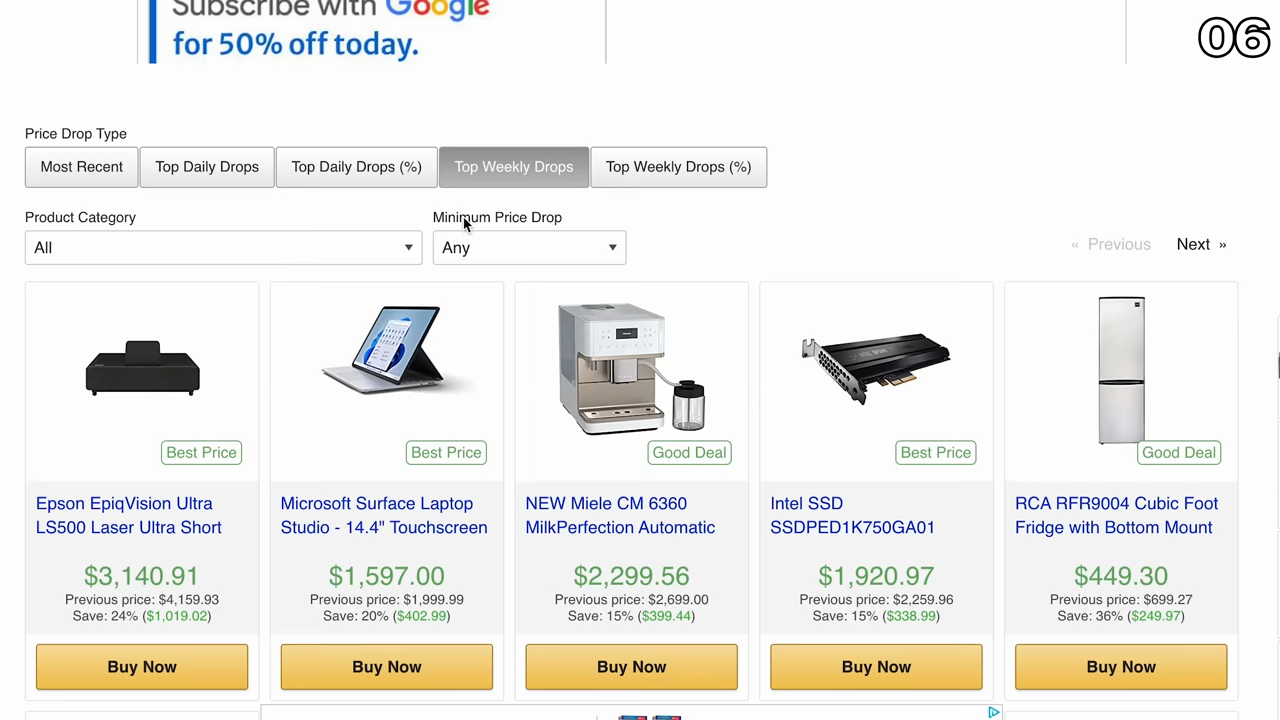 Subscribe with Google
for 50% off today.
06
Price Drop Type
Most Recent
Top Daily Drops
Top Daily Drops (%)
Top Weekly Drops
Top Weekly Drops (%)
Product Category
Minimum Price Drop
All
Any
« Previous
Next »
Best Price
Best Price
Good Deal
Best Price
Good Deal
Epson EpiqVision Ultra
LS500 Laser Ultra Short
Microsoft Surface Laptop
Studio - 14.4" Touchscreen
NEW Miele CM 6360
MilkPerfection Automatic
Intel SSD
SSDPED1K750GA01
RCA RFR9004 Cubic Foot
Fridge with Bottom Mount
$3,140.91
Previous price: $4,159.93
Save: 24% ($1,019.02)
$1,597.00
Previous price: $1,999.99
Save: 20% ($402.99)
$2,299.56
Previous price: $2,699.00
Save: 15% ($399.44)
$1,920.97
Previous price: $2,259.96
Save: 15% ($338.99)
$449.30
Previous price: $699.27
Save: 36% ($249.97)
Buy Now
Buy Now
Buy Now
Buy Now
Buy Now